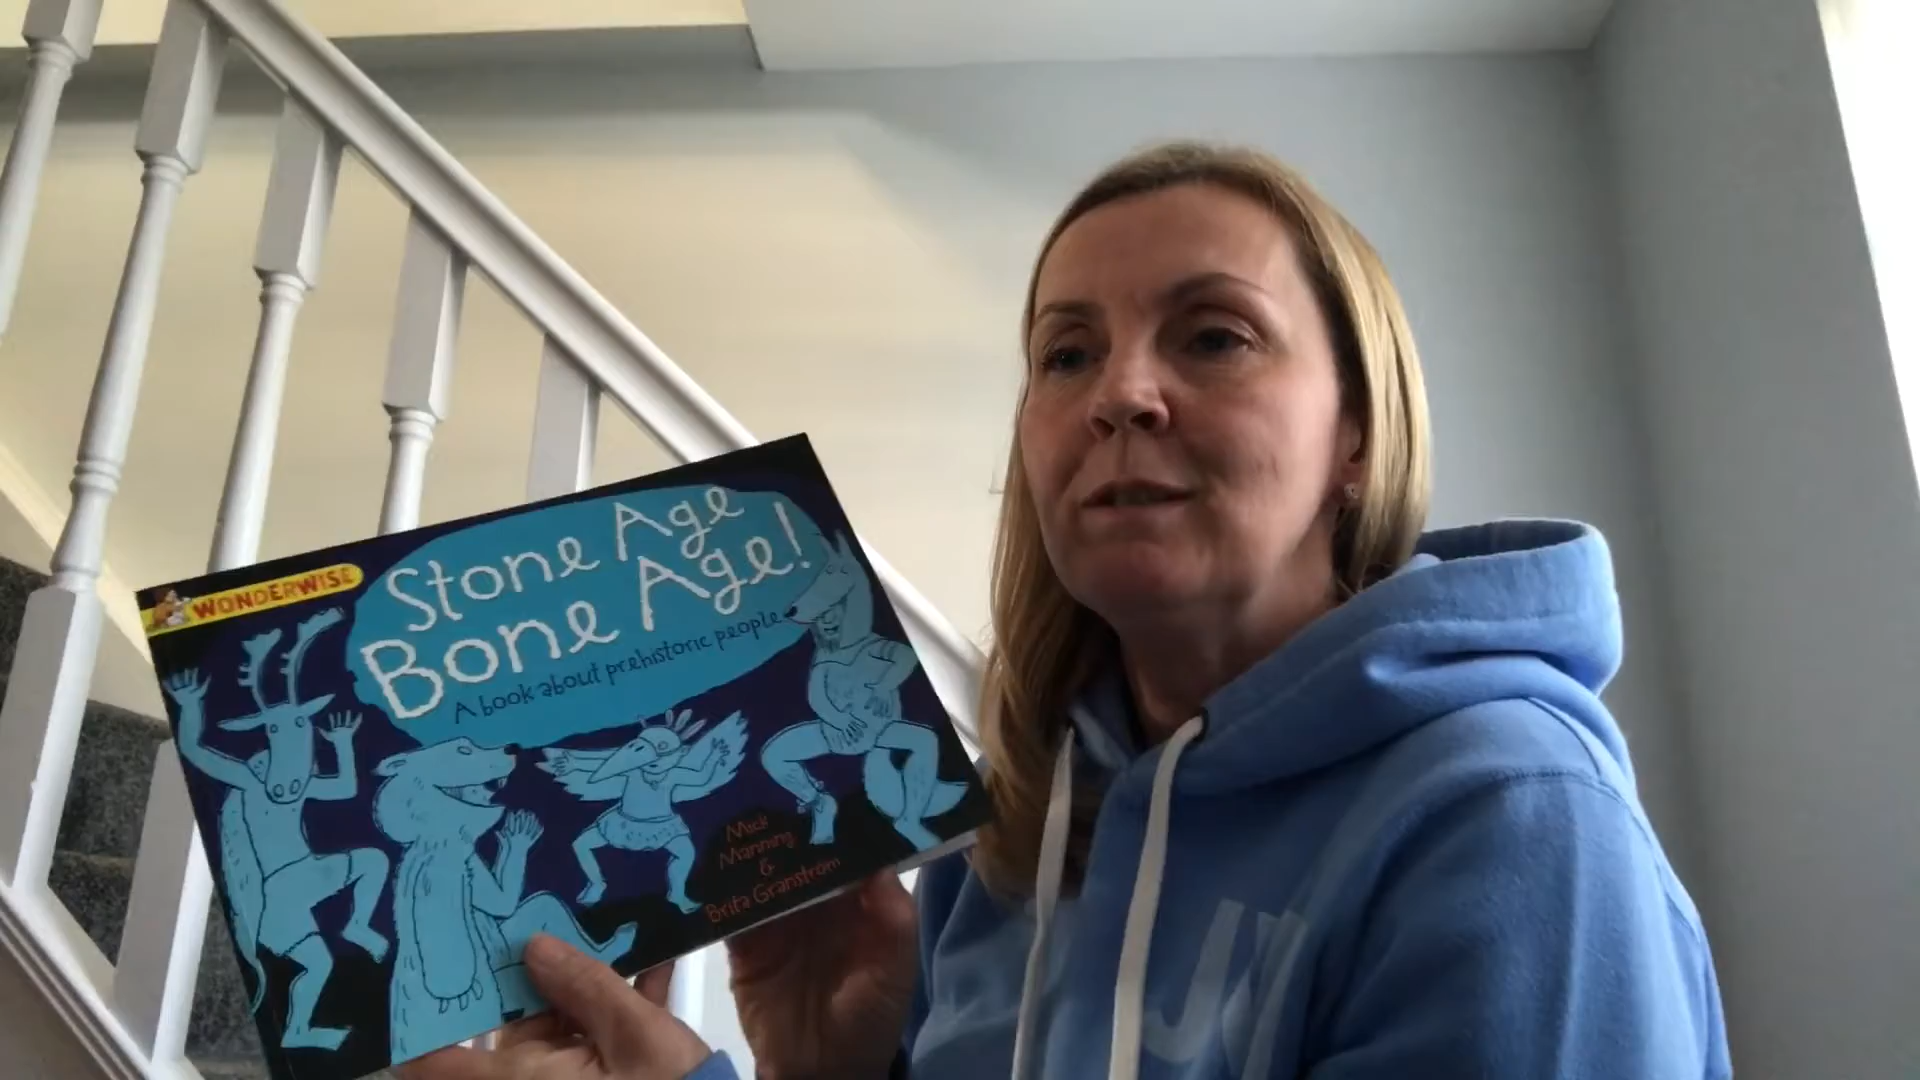 WONDERWISE
Stone Age
Bone Age!
A book about prehistoric people
Mick
Manning
&
Brita Granström